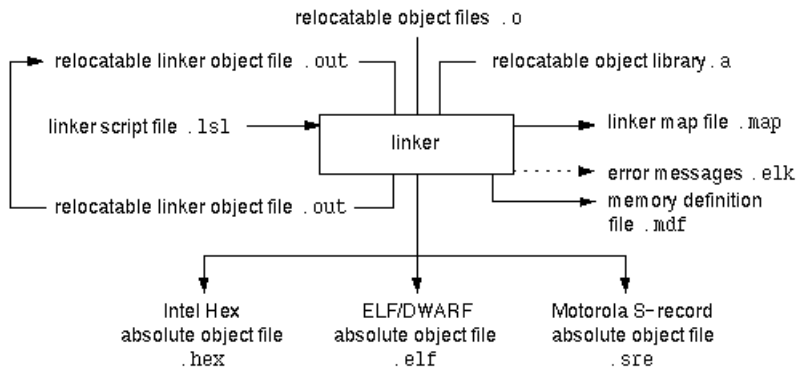 relocatable object files .o
relocatable linker object file .out
relocatable object library .a
linker script file .lsl
linker
linker map file .map
error messages .elk
relocatable linker object file .out
memory definition
file .mdf
Intel Hex
absolute object file
.hex
ELF/DWARF
absolute object file
.elf
Motorola S-record
absolute object file
.sre